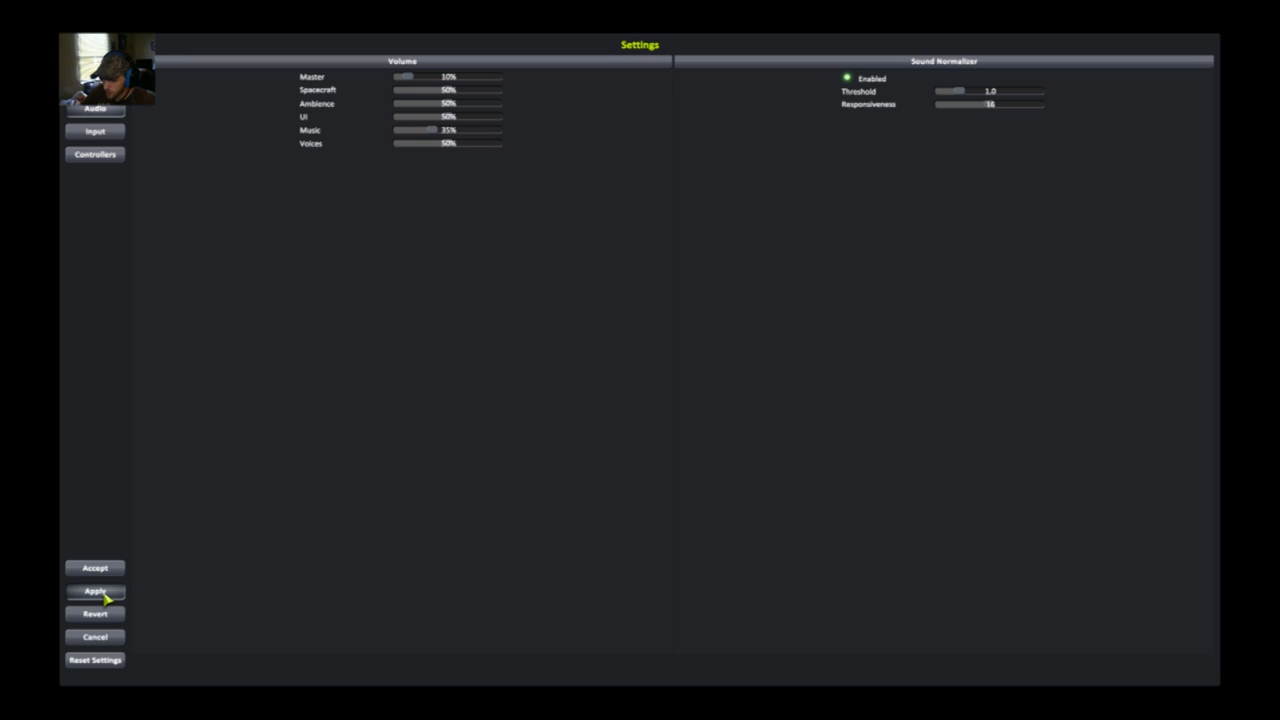 Settings
Volume
Master 10%
Spacecraft 50%
Ambience 50%
UI 50%
Music 35%
Voices 50%
Sound Normalizer
Enabled
Threshold 1.0
Responsiveness 16
Audio
Input
Controllers
Accept
Apply
Revert
Cancel
Reset Settings